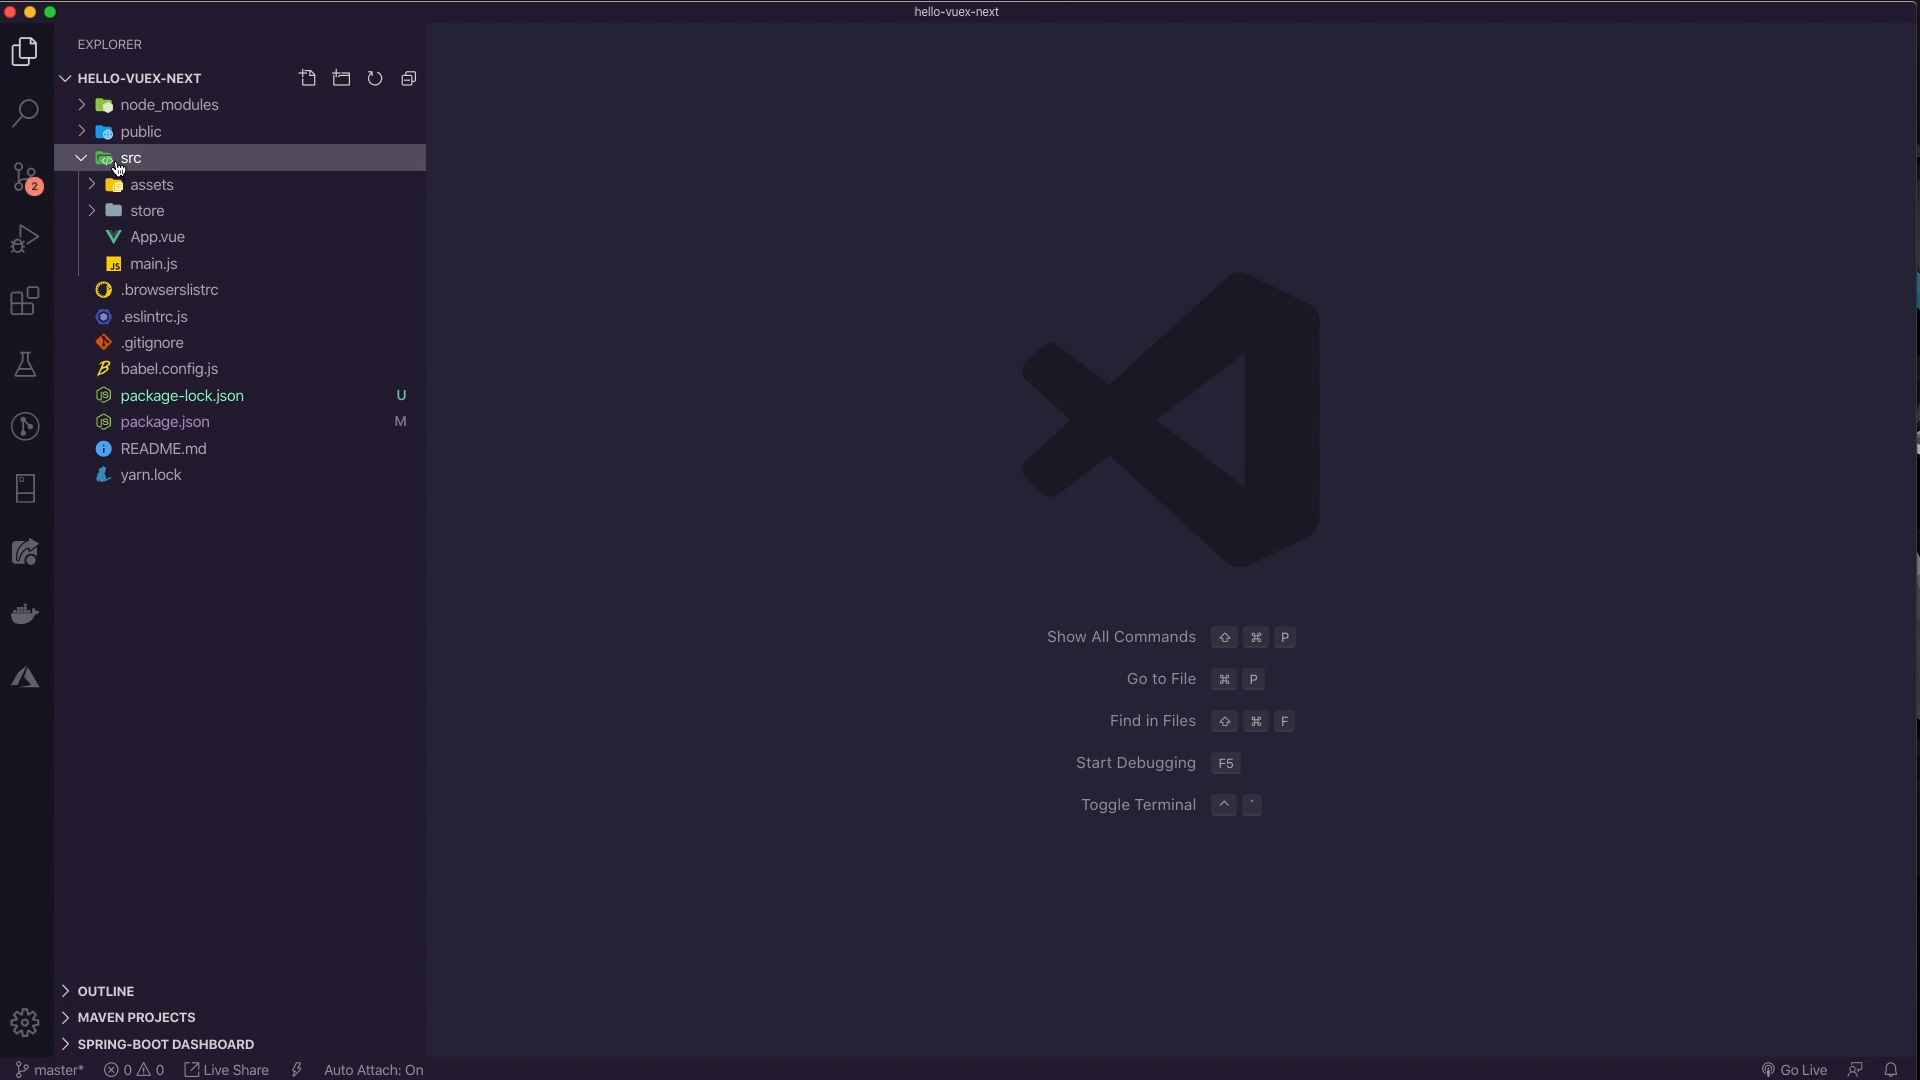 hello-vuex-next
EXPLORER
HELLO-VUEX-NEXT
node_modules
public
src
2
assets
store
App.vue
JS main.js
.browserslistrc
.eslintrc.js
.gitignore
babel.config.js
package-lock.json U
package.json M
README.md
yarn.lock
Show All Commands ⇧ ⌘ P
Go to File ⌘ P
Find in Files ⇧ ⌘ F
Start Debugging F5
Toggle Terminal ^ `
OUTLINE
MAVEN PROJECTS
SPRING-BOOT DASHBOARD
master* 0 0 Live Share Auto Attach: On Go Live